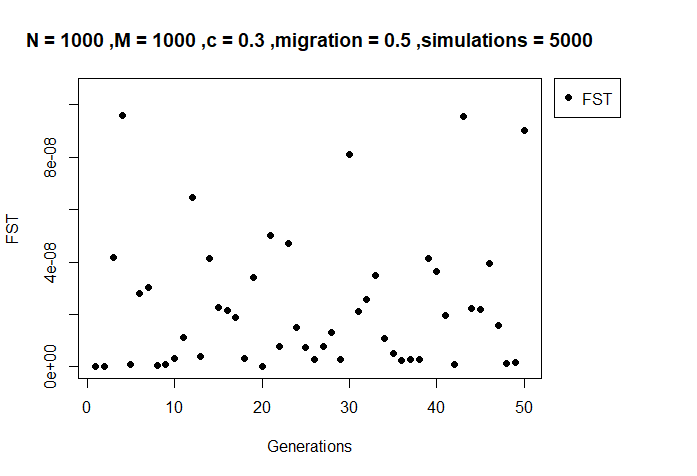 N = 1000 ,M = 1000 ,c = 0.3 ,migration = 0.5 ,simulations = 5000
FST
8e-08
4e-08
0e+00
FST
0 10 20 30 40 50
Generations